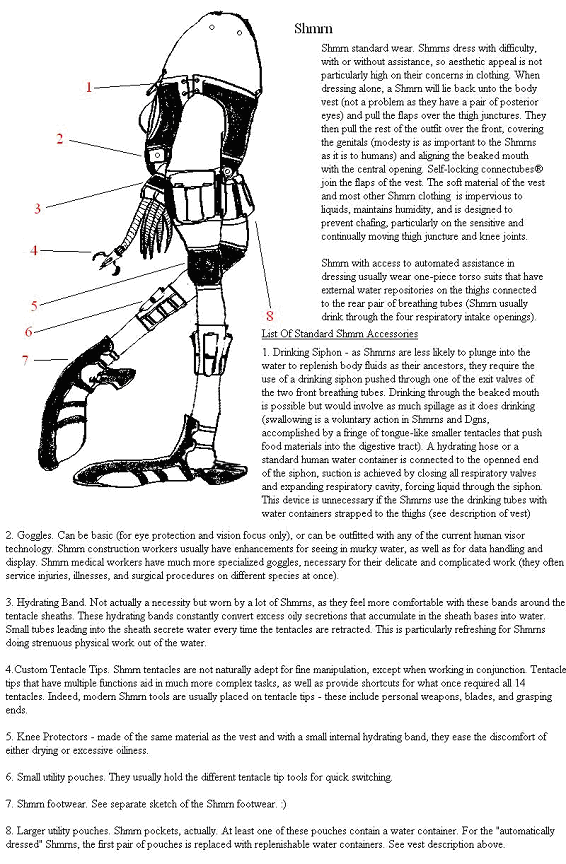 Shmrn
Shmrn standard wear. Shmrns dress with difficulty,
with or without assistance, so aesthetic appeal is not
particularly high on their concerns in clothing. When
dressing alone, a Shmrn will lie back unto the body
vest (not a problem as they have a pair of posterior
eyes) and pull the flaps over the thigh junctures. They
then pull the rest of the outfit over the front, covering
the genitals (modesty is as important to the Shmrns
as it is to humans) and aligning the beaked mouth
with the central opening. Self-locking connectubes®
join the flaps of the vest. The soft material of the vest
and most other Shmrn clothing is impervious to
liquids, maintains humidity, and is designed to
prevent chafing, particularly on the sensitive and
continually moving thigh juncture and knee joints.
Shmrn with access to automated assistance in
dressing usually wear one-piece torso suits that have
external water repositories on the thighs connected
to the rear pair of breathing tubes (Shmrn usually
drink through the four respiratory intake openings).
1
2
3
4
5
6
7
8
List Of Standard Shmrn Accessories
1. Drinking Siphon - as Shmrns are less likely to plunge into the
water to replenish body fluids as their ancestors, they require the
use of a drinking siphon pushed through one of the exit valves of
the two front breathing tubes. Drinking through the beaked mouth
is possible but would involve as much spillage as it does drinking
(swallowing is a voluntary action in Shmrns and Dgns,
accomplished by a fringe of tongue-like smaller tentacles that push
food materials into the digestive tract). A hydrating hose or a
standard human water container is connected to the opened end
of the siphon, suction is achieved by closing all respiratory valves
and expanding respiratory cavity, forcing liquid through the siphon.
This device is unnecessary if the Shmrns use the drinking tubes with
water containers strapped to the thighs (see description of vest)
2. Goggles. Can be basic (for eye protection and vision focus only), or can be outfitted with any of the current human visor
technology. Shmrn construction workers usually have enhancements for seeing in murky water, as well as for data handling and
display. Shmrn medical workers have much more specialized goggles, necessary for their delicate and complicated work (they often
service injuries, illnesses, and surgical procedures on different species at once).
3. Hydrating Band. Not actually a necessity but worn by a lot of Shmrns, as they feel more comfortable with these bands around the
tentacle sheaths. These hydrating bands constantly convert excess oily secretions that accumulate in the sheath bases into water.
Small tubes leading into the sheath secrete water every time the tentacles are retracted. This is particularly refreshing for Shmrns
doing strenuous physical work out of the water.
4.Custom Tentacle Tips. Shmrn tentacles are not naturally adept for fine manipulation, except when working in conjunction. Tentacle
tips that have multiple functions aid in much more complex tasks, as well as provide shortcuts for what once required all 14
tentacles. Indeed, modern Shmrn tools are usually placed on tentacle tips - these include personal weapons, blades, and grasping
ends.
5. Knee Protectors - made of the same material as the vest and with a small internal hydrating band, they ease the discomfort of
either drying or excessive oiliness.
6. Small utility pouches. They usually hold the different tentacle tip tools for quick switching.
7. Shmrn footwear. See separate sketch of the Shmrn footwear. :)
8. Larger utility pouches. Shmrn pockets, actually. At least one of these pouches contain a water container. For the "automatically
dressed" Shmrns, the first pair of pouches is replaced with replenishable water containers. See vest description above.